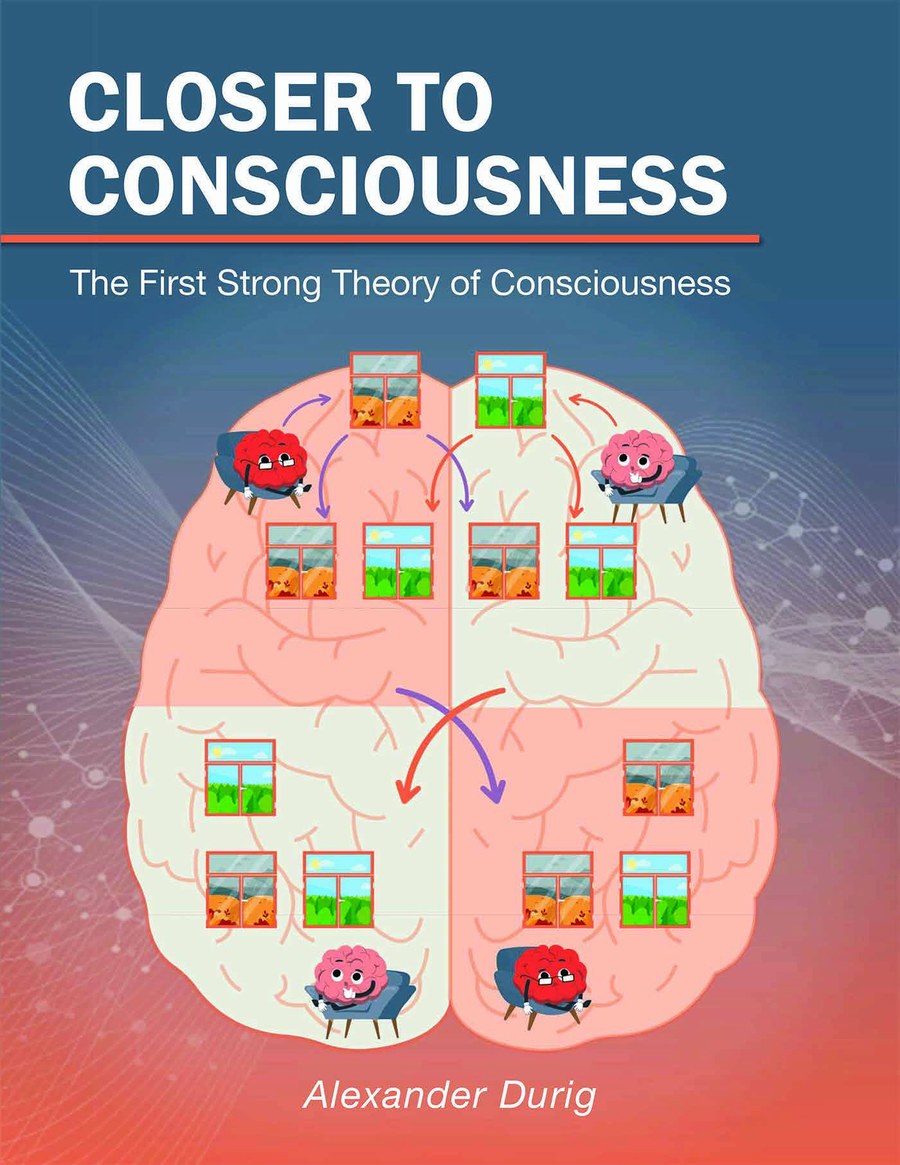 CLOSER TO
CONSCIOUSNESS
The First Strong Theory of Consciousness
Alexander Durig